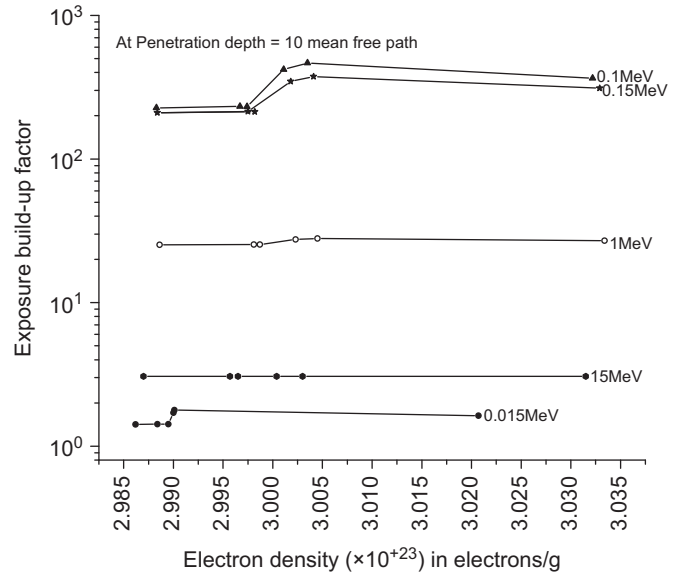 At Penetration depth = 10 mean free path
Exposure build-up factor
10³
10²
10¹
10⁰
0.1MeV
0.15MeV
1MeV
15MeV
0.015MeV
2.985
2.990
2.995
3.000
3.005
3.010
3.015
3.020
3.025
3.030
3.035
Electron density (×10⁺²³) in electrons/g